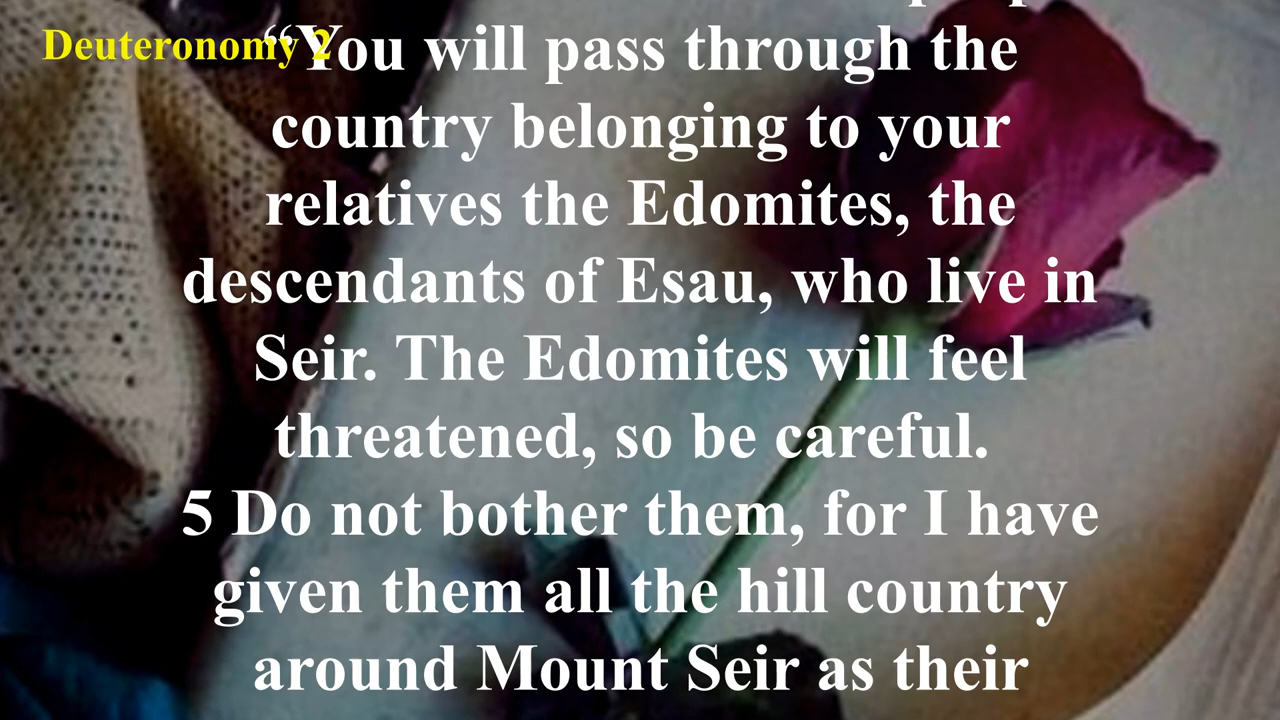 Deuteronomy 2
“You will pass through the
country belonging to your
relatives the Edomites, the
descendants of Esau, who live in
Seir. The Edomites will feel
threatened, so be careful.
5 Do not bother them, for I have
given them all the hill country
around Mount Seir as their